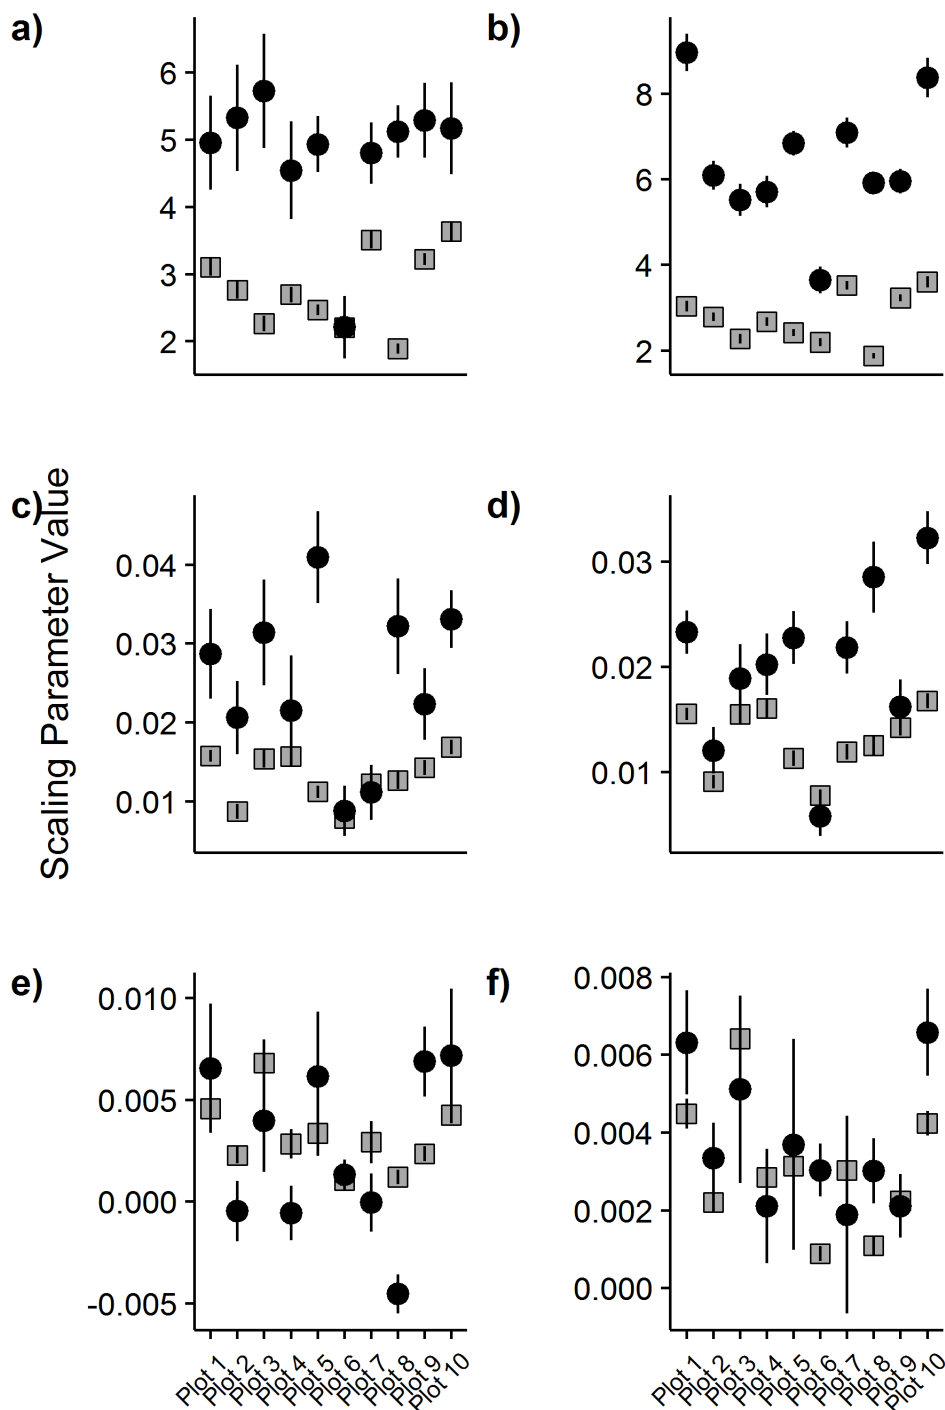 a)
6
5
4
3
2
b)
8
6
4
2
Scaling Parameter Value
c)
0.04
0.03
0.02
0.01
d)
0.03
0.02
0.01
e)
0.010
0.005
0.000
-0.005
Plot 1
Plot 2
Plot 3
Plot 4
Plot 5
Plot 6
Plot 7
Plot 8
Plot 9
Plot 10
f)
0.008
0.006
0.004
0.002
0.000
Plot 1
Plot 2
Plot 3
Plot 4
Plot 5
Plot 6
Plot 7
Plot 8
Plot 9
Plot 10